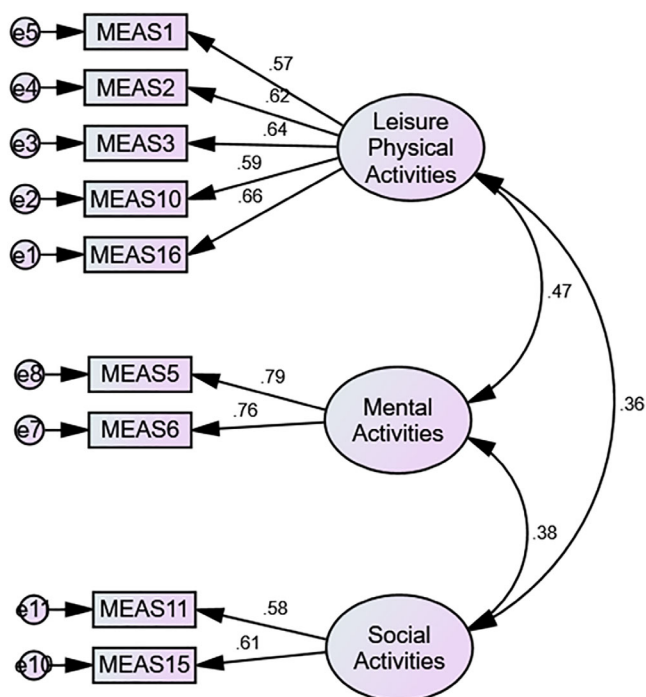 e5 MEAS1
.57
e4 MEAS2
.62
e3 MEAS3
.64
e2 MEAS10
.59
e1 MEAS16
.66
Leisure
Physical
Activities
.47
.36
e8 MEAS5
.79
e7 MEAS6
.76
Mental
Activities
.38
e11 MEAS11
.58
e10 MEAS15
.61
Social
Activities